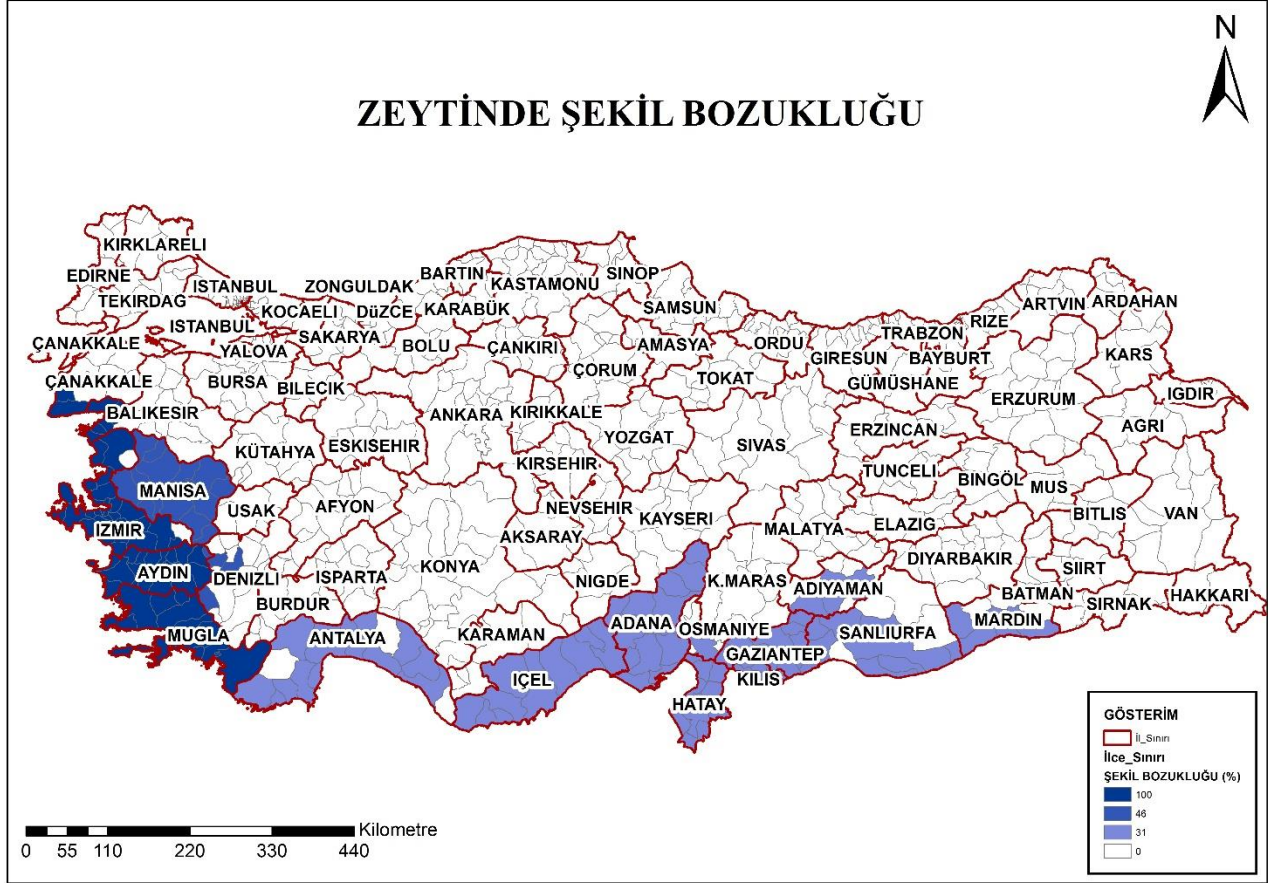 N
ZEYTİNDE ŞEKİL BOZUKLUĞU
KIRKLARELI
EDIRNE
TEKIRDAG
ISTANBUL
ZONGULDAK
BARTIN
KASTAMONU
SINOP
SAMSUN
ARTVIN
ARDAHAN
KOCAELI
DüZCE
KARABÜK
ISTANBUL
SAKARYA
BOLU
ÇANKIRI
AMASYA
ORDU
TRABZON
RIZE
ÇANAKKALE
YALOVA
GIRESUN
BAYBURT
KARS
ÇANAKKALE
BURSA
BILECIK
ÇORUM
TOKAT
GÜMÜSHANE
ERZURUM
IGDIR
BALIKESIR
ANKARA
KIRIKKALE
ERZINCAN
AGRI
KÜTAHYA
ESKISEHIR
YOZGAT
SIVAS
KIRSEHIR
TUNCELI
BINGÖL
MUS
MANISA
USAK
AFYON
NEVSEHIR
KAYSERI
MALATYA
ELAZIG
BITLIS
VAN
IZMIR
AKSARAY
DIYARBAKIR
SIIRT
AYDIN
DENIZLI
ISPARTA
KONYA
NIGDE
K.MARAS
ADIYAMAN
BATMAN
SIRNAK
HAKKARI
BURDUR
MUGLA
ANTALYA
KARAMAN
ADANA
OSMANIYE
SANLIURFA
MARDIN
GAZIANTEP
IÇEL
KILIS
HATAY
GÖSTERİM
İl_Sınırı
İlce_Sınırı
ŞEKİL BOZUKLUĞU (%)
100
46
31
0
Kilometre
0 55 110 220 330 440